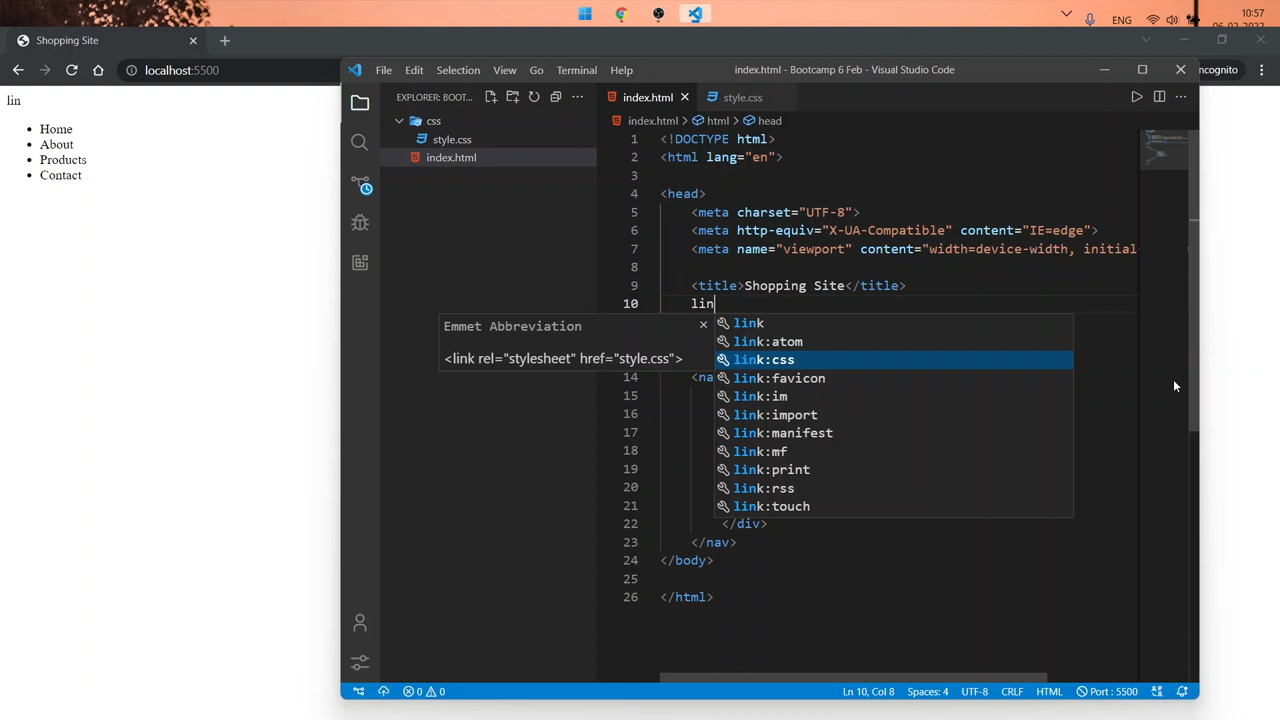 ENG
10:57
06-02-2022
Shopping Site
localhost:5500
ncognito
lin
Home
About
Products
Contact
File Edit Selection View Go Terminal Help
index.html - Bootcamp 6 Feb - Visual Studio Code
EXPLORER: BOOT...
css
style.css
index.html
index.html
style.css
index.html > html > head
1 <!DOCTYPE html>
2 <html lang="en">
3
4 <head>
5 <meta charset="UTF-8">
6 <meta http-equiv="X-UA-Compatible" content="IE=edge">
7 <meta name="viewport" content="width=device-width, initial-
8
9 <title>Shopping Site</title>
10 lin
Emmet Abbreviation
<link rel="stylesheet" href="style.css">
link
link:atom
link:css
link:favicon
link:im
link:import
link:manifest
link:mf
link:print
link:rss
link:touch
14 <na
15
16
17
18
19
20
21
22 </div>
23 </nav>
24 </body>
25
26 </html>
0 0
Ln 10, Col 8 Spaces: 4 UTF-8 CRLF HTML Port : 5500